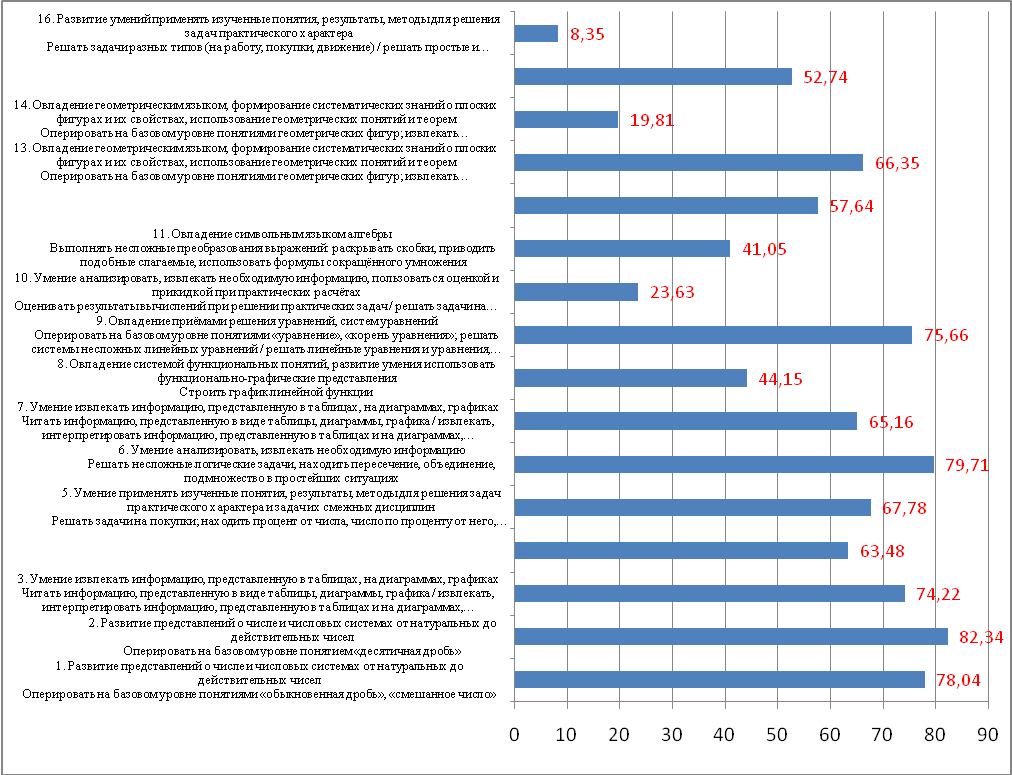 16. Развитие умений применять изученные понятия, результаты, методы для решения
задач практического характера
Решать задачи разных типов (на работу, покупки, движение) / решать простые и…
8,35
52,74
14. Овладение геометрическим языком, формирование систематических знаний о плоских
фигурах и их свойствах, использование геометрических понятий и теорем
Оперировать на базовом уровне понятиями геометрических фигур; извлекать…
19,81
13. Овладение геометрическим языком, формирование систематических знаний о плоских
фигурах и их свойствах, использование геометрических понятий и теорем
Оперировать на базовом уровне понятиями геометрических фигур; извлекать…
66,35
57,64
11. Овладение символьным языком алгебры
Выполнять несложные преобразования выражений: раскрывать скобки, приводить
подобные слагаемые, использовать формулы сокращённого умножения
41,05
10. Умение анализировать, извлекать необходимую информацию, пользоваться оценкой и
прикидкой при практических расчётах
Оценивать результаты вычислений при решении практических задач / решать задачи на…
23,63
9. Овладение приёмами решения уравнений, систем уравнений
Оперировать на базовом уровне понятиями «уравнение», «корень уравнения»; решать
системы несложных линейных уравнений / решать линейные уравнения и уравнения,…
75,66
8. Овладение системой функциональных понятий, развитие умения использовать
функционально-графические представления
Строить график линейной функции
44,15
7. Умение извлекать информацию, представленную в таблицах, на диаграммах, графиках
Читать информацию, представленную в виде таблицы, диаграммы, графика / извлекать,
интерпретировать информацию, представленную в таблицах и на диаграммах,…
65,16
6. Умение анализировать, извлекать необходимую информацию
Решать несложные логические задачи, находить пересечение, объединение,
подмножество в простейших ситуациях
79,71
5. Умение применять изученные понятия, результаты, методы для решения задач
практического характера и задач их смежных дисциплин
Решать задачи на покупки; находить процент от числа, число по проценту от него,…
67,78
63,48
3. Умение извлекать информацию, представленную в таблицах, на диаграммах, графиках
Читать информацию, представленную в виде таблицы, диаграммы, графика / извлекать,
интерпретировать информацию, представленную в таблицах и на диаграммах,…
74,22
2. Развитие представлений о числе и числовых системах от натуральных до
действительных чисел
Оперировать на базовом уровне понятием «десятичная дробь»
82,34
1. Развитие представлений о числе и числовых системах от натуральных до
действительных чисел
Оперировать на базовом уровне понятиями «обыкновенная дробь», «смешанное число»
78,04
0 10 20 30 40 50 60 70 80 90